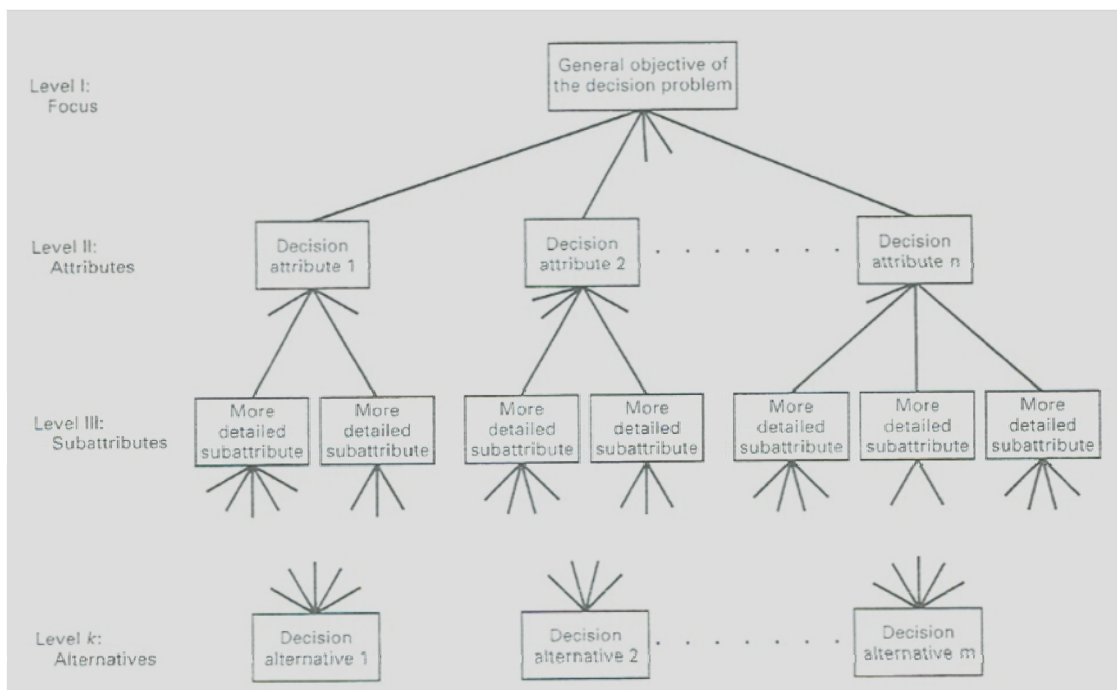 Level I:
Focus
General objective of
the decision problem
Level II:
Attributes
Decision
attribute 1
Decision
attribute 2
Decision
attribute n
Level III:
Subattributes
More
detailed
subattribute
More
detailed
subattribute
More
detailed
subattribute
More
detailed
subattribute
More
detailed
subattribute
More
detailed
subattribute
More
detailed
subattribute
Level k:
Alternatives
Decision
alternative 1
Decision
alternative 2
Decision
alternative m